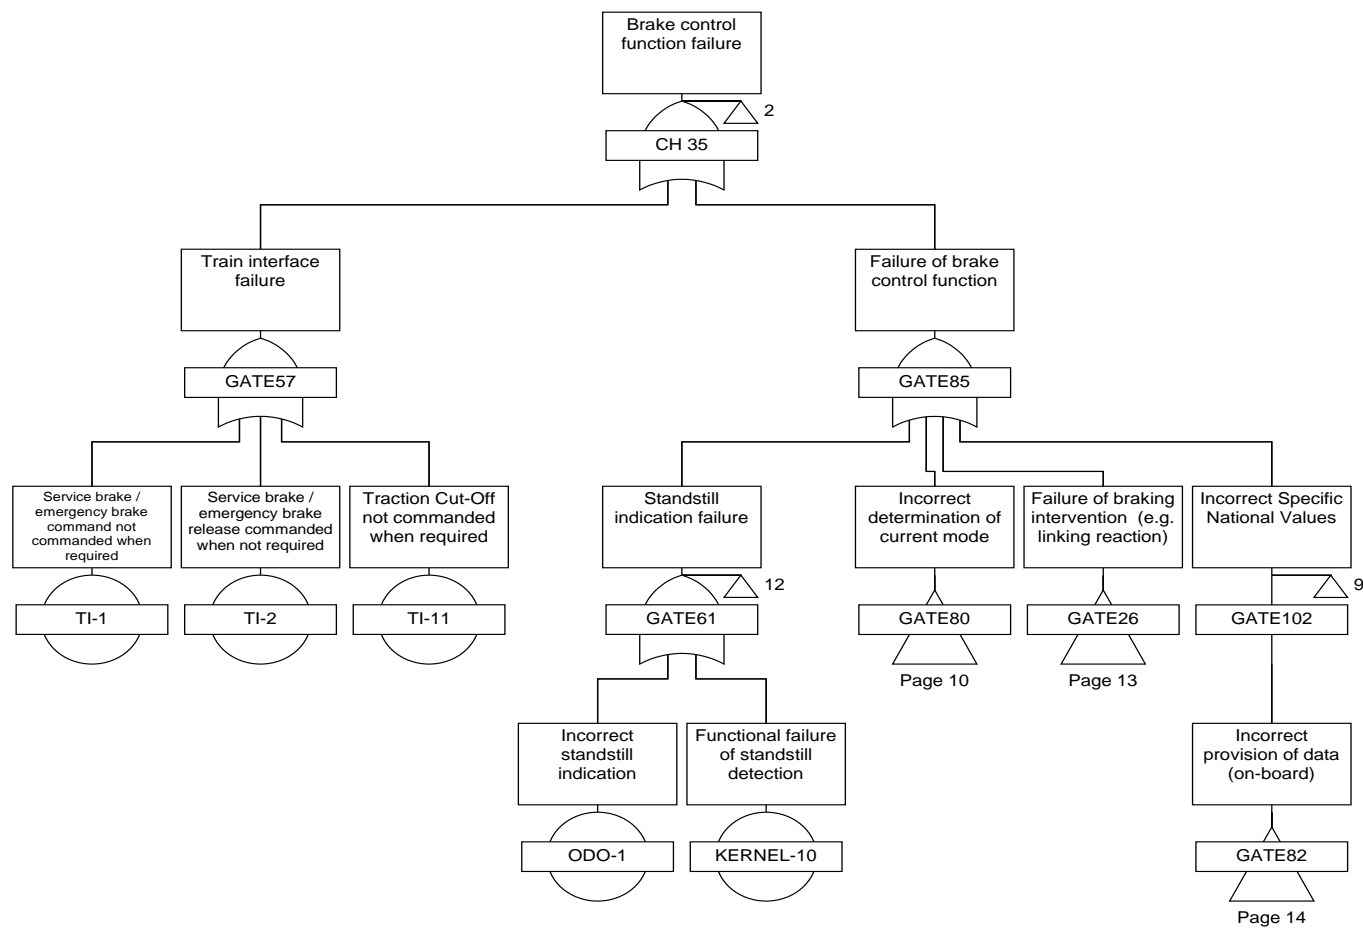 Brake control
function failure
2
CH 35
Train interface
failure
Failure of brake
control function
GATE57
GATE85
Service brake /
emergency brake
command not
commanded when
required
Service brake /
emergency brake
release commanded
when not required
Traction Cut-Off
not commanded
when required
Standstill
indication failure
Incorrect
determination of
current mode
Failure of braking
intervention (e.g.
linking reaction)
Incorrect Specific
National Values
12
9
TI-1
TI-2
TI-11
GATE61
GATE80
GATE26
GATE102
Page 10
Page 13
Incorrect
standstill
indication
Functional failure
of standstill
detection
Incorrect
provision of data
(on-board)
ODO-1
KERNEL-10
GATE82
Page 14